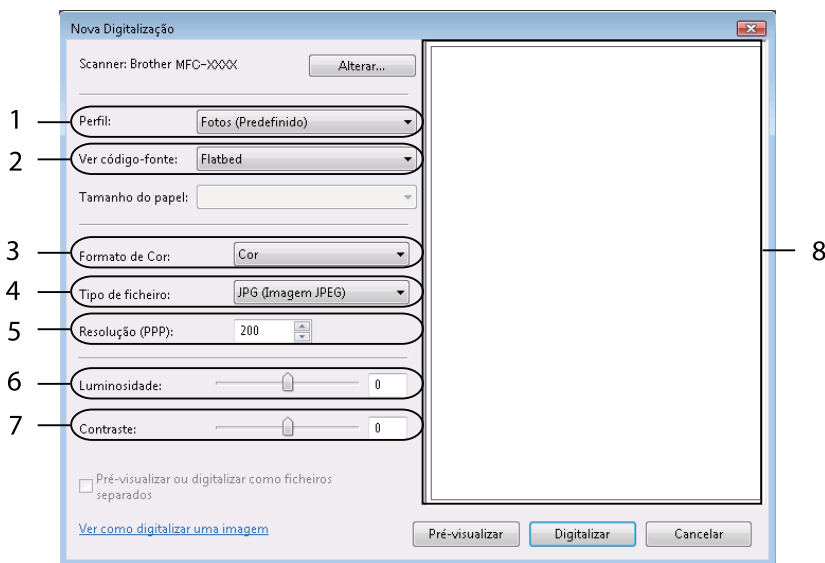 Nova Digitalização
Scanner: Brother MFC-XXXX
Alterar...
1
Perfil:
Fotos (Predefinido)
2
Ver código-fonte:
Flatbed
Tamanho do papel:
3
Formato de Cor:
Cor
4
Tipo de ficheiro:
JPG (Imagem JPEG)
5
Resolução (PPP):
200
6
Luminosidade:
0
7
Contraste:
0
8
Pré-visualizar ou digitalizar como ficheiros
separados
Ver como digitalizar uma imagem
Pré-visualizar
Digitalizar
Cancelar